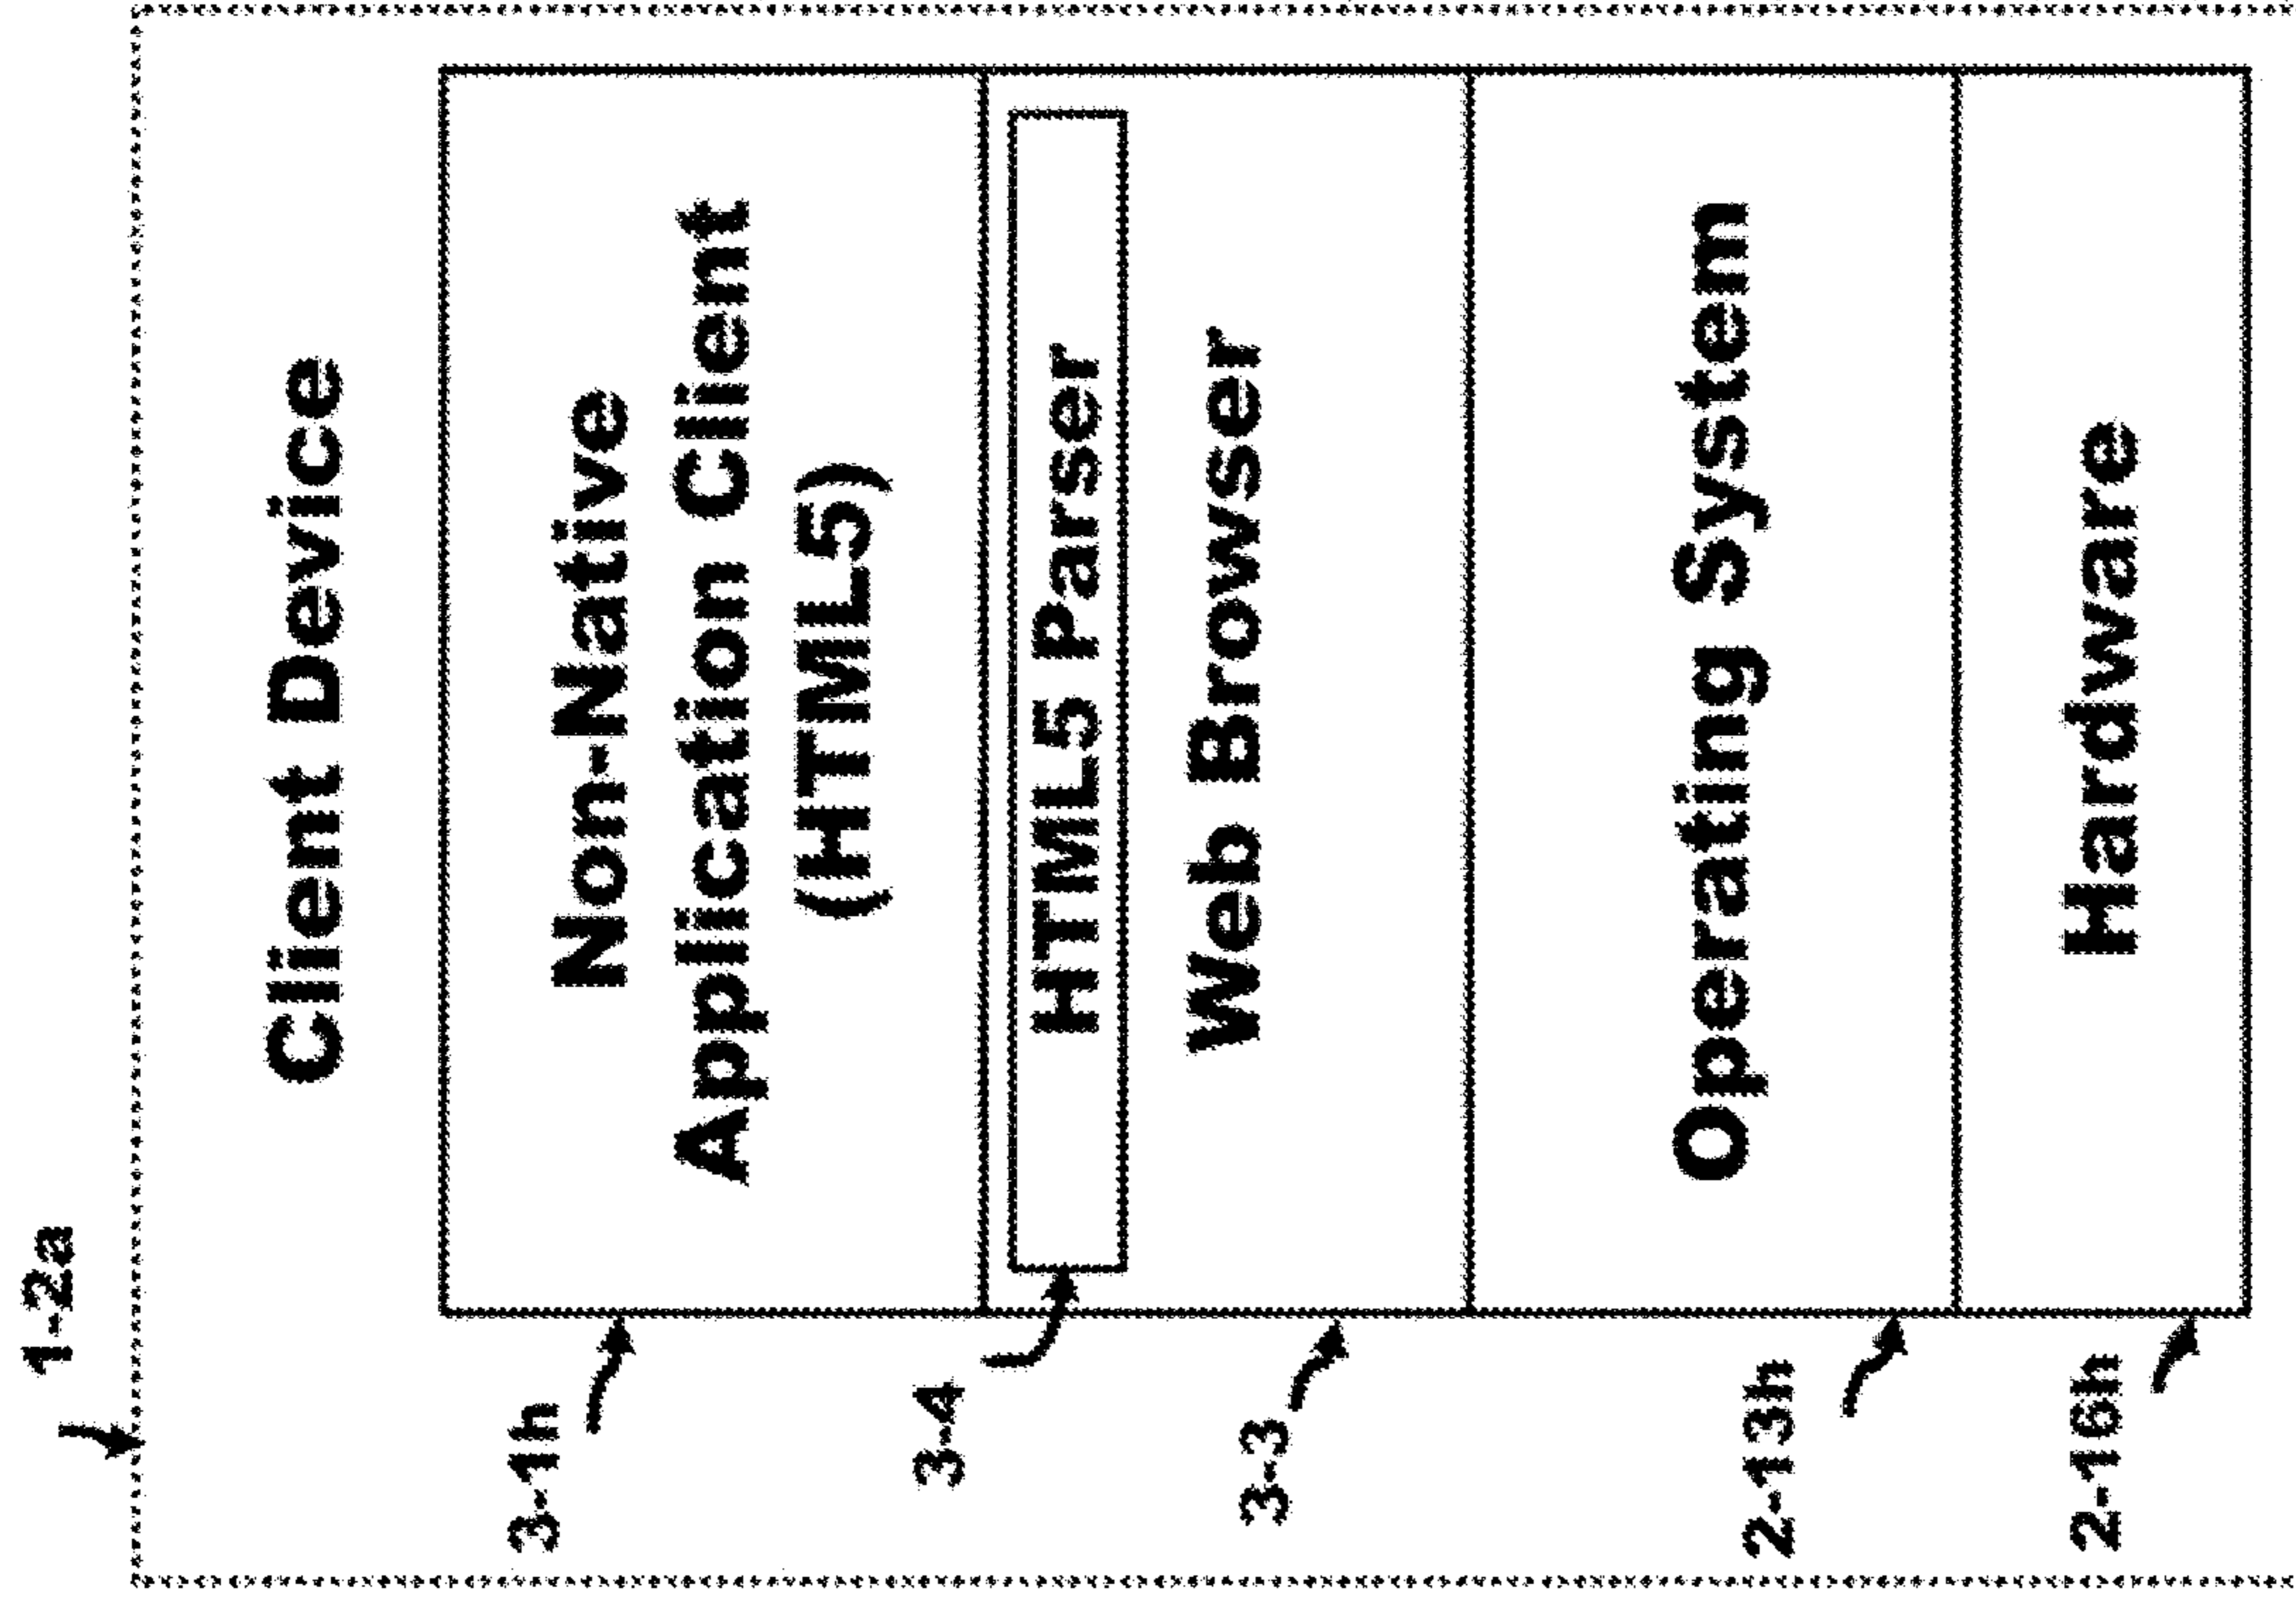 1-2a
Client Device
3-1h
Non-Native
Application Client
(HTML5)
3-4
HTML5 Parser
3-3
Web Browser
2-13h
Operating System
2-16h
Hardware